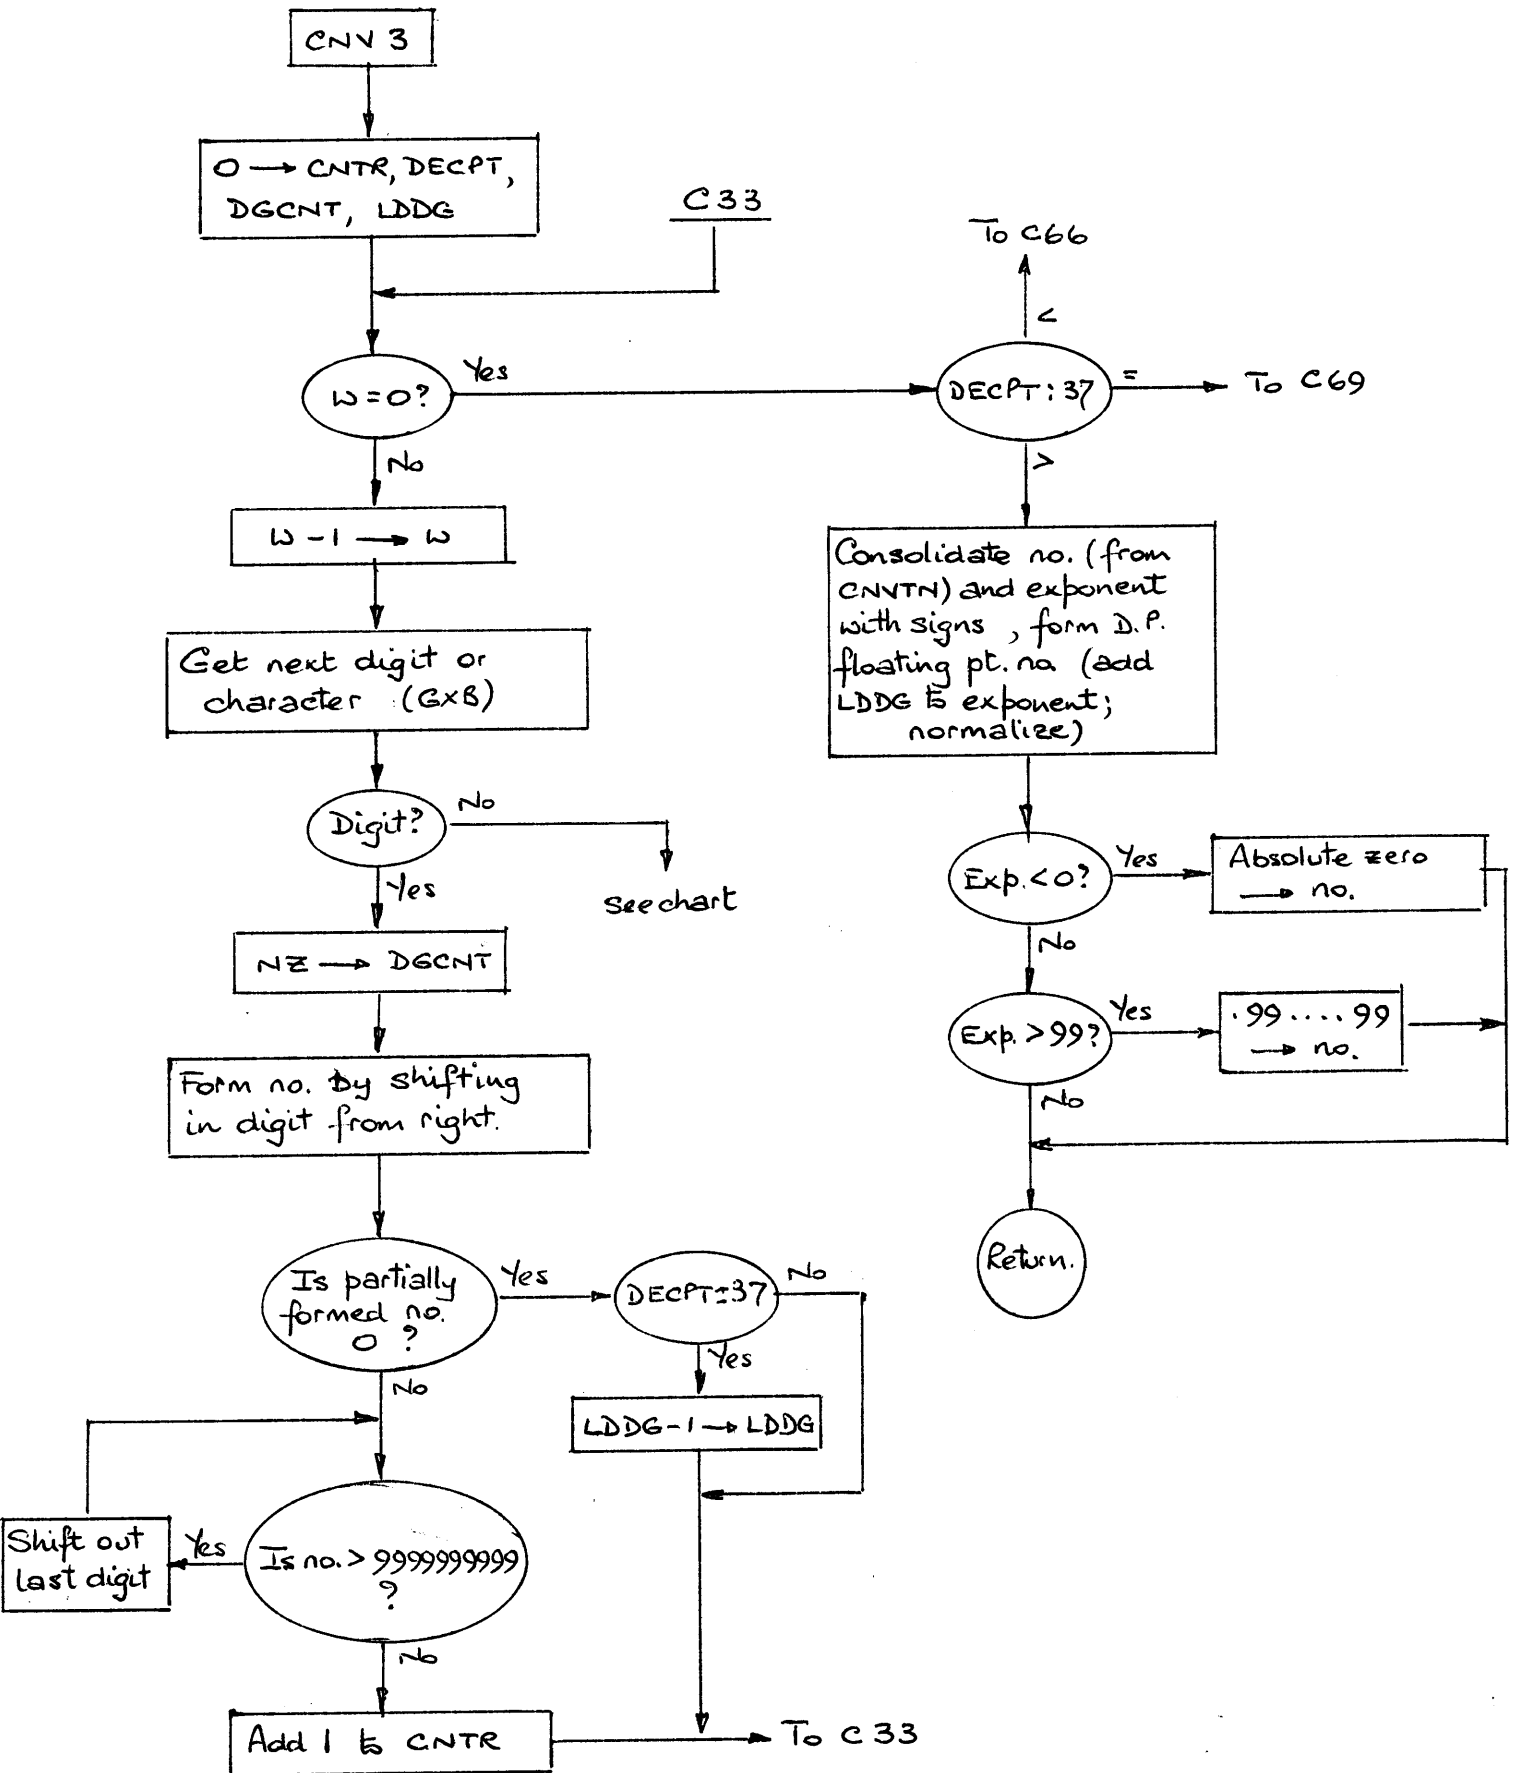 CNV 3
0 → CNTR, DECPT,
DGCNT, LDDG
C33
W=0?
Yes
No
W-1 → W
Get next digit or
character (GXB)
Digit?
No
see chart
Yes
NZ → DGCNT
Form no. by shifting
in digit from right.
Is partially
formed no.
0 ?
Yes
DECPT=37
No
Yes
LDDG-1 → LDDG
No
Is no. > 9999999999
?
Yes
Shift out
last digit
No
Add 1 to CNTR
To C33
To C66
<
DECPT:37
=
To C69
>
Consolidate no. (from
CNVTN) and exponent
with signs , form D.P.
floating pt. no. (add
LDDG to exponent;
normalize)
Exp.<0?
Yes
Absolute zero
→ no.
No
Exp.>99?
Yes
.99....99
→ no.
No
Return.